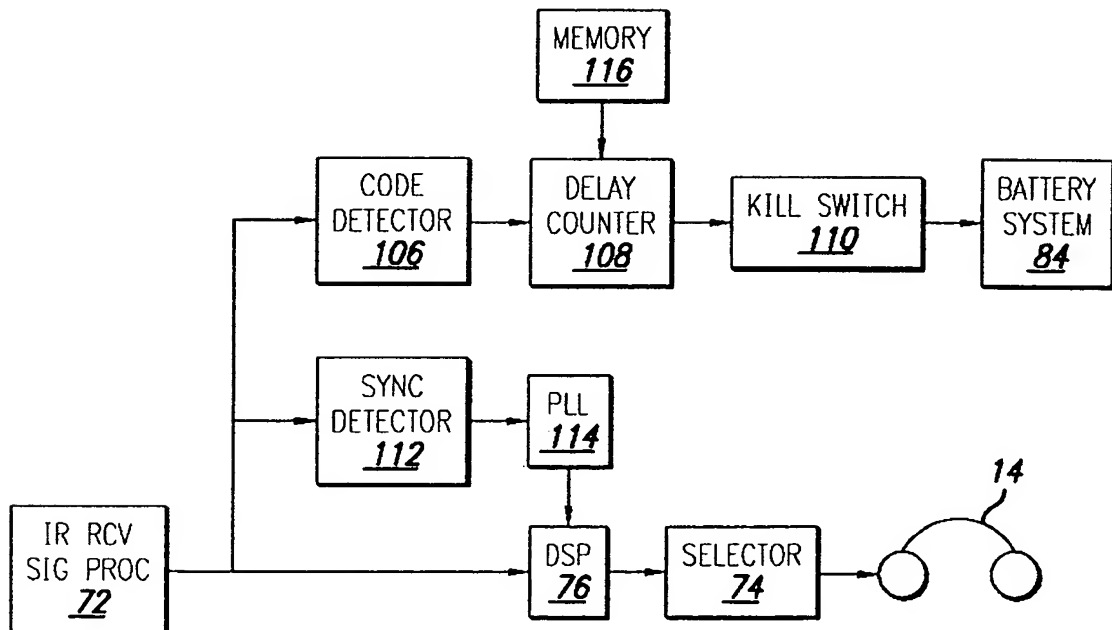 MEMORY
116
CODE
DETECTOR
106
DELAY
COUNTER
108
KILL SWITCH
110
BATTERY
SYSTEM
84
SYNC
DETECTOR
112
PLL
114
14
IR RCV
SIG PROC
72
DSP
76
SELECTOR
74